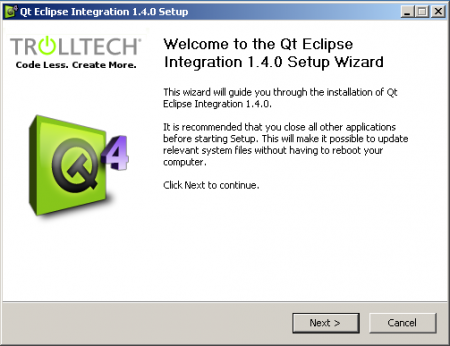 Qt Eclipse Integration 1.4.0 Setup
TROLLTECH
Code Less. Create More.
Welcome to the Qt Eclipse
Integration 1.4.0 Setup Wizard
This wizard will guide you through the installation of Qt
Eclipse Integration 1.4.0.
It is recommended that you close all other applications
before starting Setup. This will make it possible to update
relevant system files without having to reboot your
computer.
Click Next to continue.
Q 4
Next >
Cancel